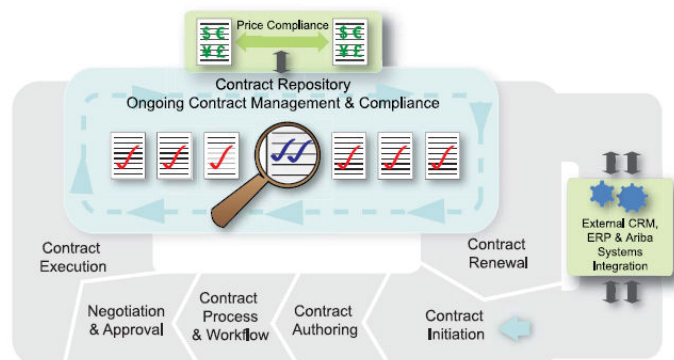 Price Compliance
$ €
¥ £
$ €
¥ £
Contract Repository
Ongoing Contract Management & Compliance
External CRM,
ERP & Ariba
Systems
Integration
Contract
Execution
Contract
Renewal
Negotiation
& Approval
Contract
Process
& Workflow
Contract
Authoring
Contract
Initiation